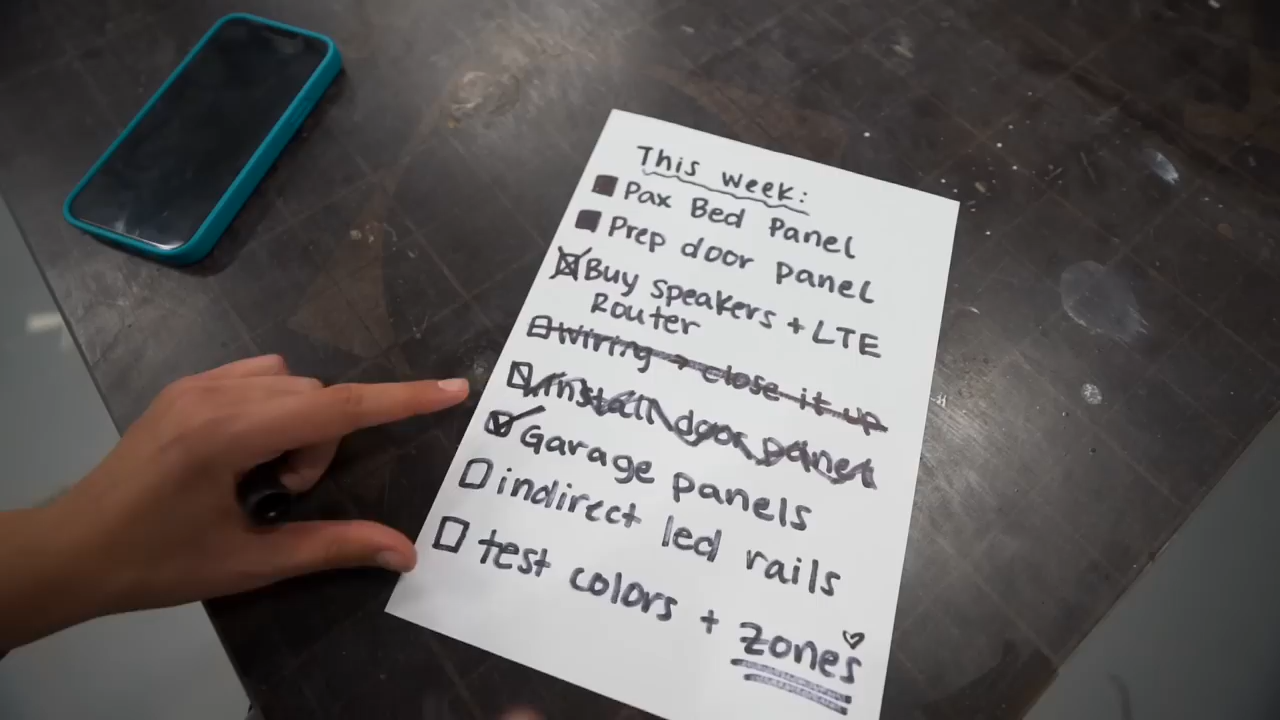 This week:
Pax Bed Panel
Prep door panel
Buy speakers + LTE
Router
Wiring → close it up
install door panel
Garage panels
indirect led rails
test colors + zones